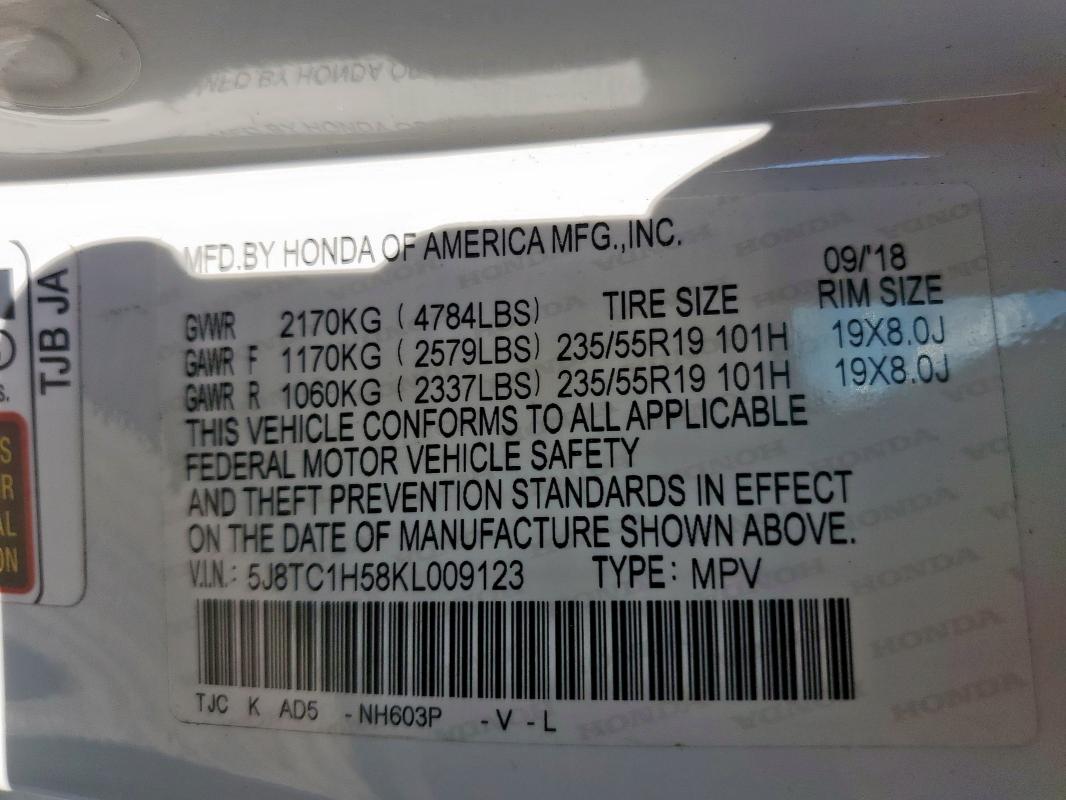 MFD.BY HONDA OF AMERICA MFG.,INC.
09/'18
GVWR 2170KG ( 4784LBS) TIRE SIZE RIM SIZE
GAWR F 1170KG ( 2579LBS) 235/55R19 101H 19X8.0J
GAWR R 1060KG ( 2337LBS) 235/55R19 101H 19X8.0J
THIS VEHICLE CONFORMS TO ALL APPLICABLE
FEDERAL MOTOR VEHICLE SAFETY
AND THEFT PREVENTION STANDARDS IN EFFECT
ON THE DATE OF MANUFACTURE SHOWN ABOVE.
V.I.N.: 5J8TC1H58KL009123 TYPE: MPV
TJC K AD5 -NH603P -V -L
TJB JA